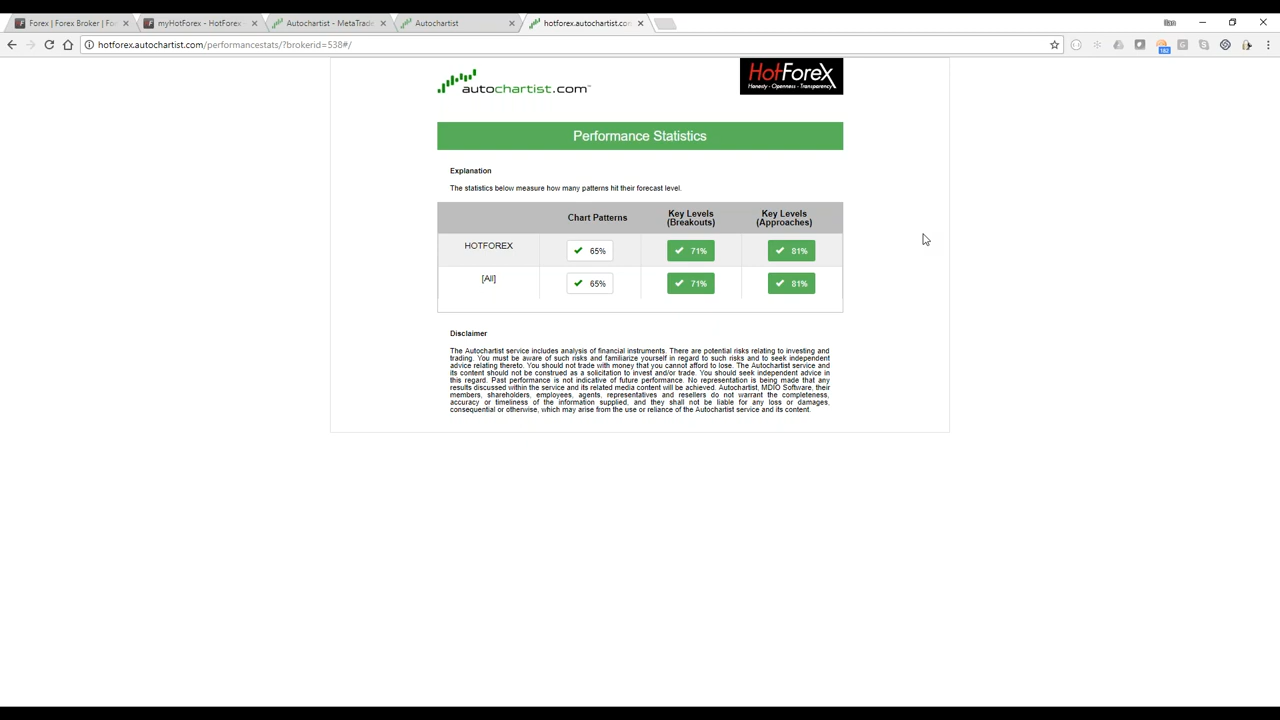 Forex | Forex Broker | For
myHotForex - HotForex
Autochartist - MetaTrade
Autochartist
hotforex.autochartist.com
Ilan
hotforex.autochartist.com/performancestats/?brokerid=538#/
182
autochartist.com
HotForex
Honesty - Openness - Transparency
Performance Statistics
Explanation
The statistics below measure how many patterns hit their forecast level.
Chart Patterns
Key Levels
(Breakouts)
Key Levels
(Approaches)
HOTFOREX
65%
71%
81%
[All]
65%
71%
81%
Disclaimer
The Autochartist service includes analysis of financial instruments. There are potential risks relating to investing and
trading. You must be aware of such risks and familiarize yourself in regard to such risks and to seek independent
advice relating thereto. You should not trade with money that you cannot afford to lose. The Autochartist service and
its content should not be construed as a solicitation to invest and/or trade. You should seek independent advice in
this regard. Past performance is not indicative of future performance. No representation is being made that any
results discussed within the service and its related media content will be achieved. Autochartist, MDIO Software, their
members, shareholders, employees, agents, representatives and resellers do not warrant the completeness,
accuracy or timeliness of the information supplied, and they shall not be liable for any loss or damages,
consequential or otherwise, which may arise from the use or reliance of the Autochartist service and its content.